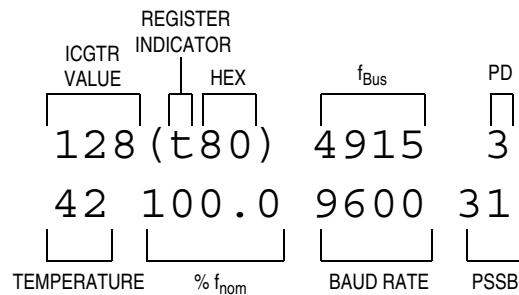 REGISTER
INDICATOR
ICGTR
VALUE
HEX
fBus
PD
128(t80) 4915 3
42 100.0 9600 31
TEMPERATURE % fnom BAUD RATE PSSB